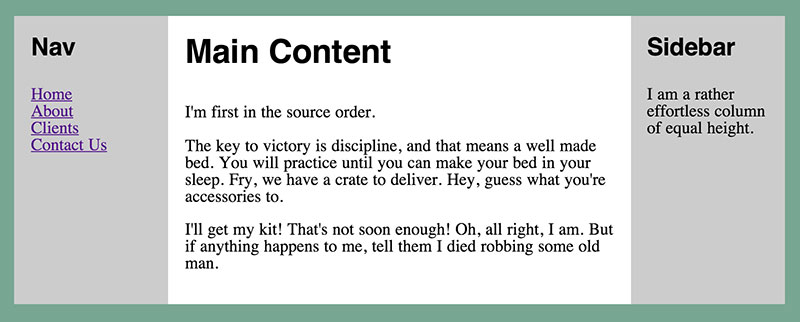 Nav
Home
About
Clients
Contact Us
Main Content
I'm first in the source order.
The key to victory is discipline, and that means a well made
bed. You will practice until you can make your bed in your
sleep. Fry, we have a crate to deliver. Hey, guess what you're
accessories to.
I'll get my kit! That's not soon enough! Oh, all right, I am. But
if anything happens to me, tell them I died robbing some old
man.
Sidebar
I am a rather
effortless column
of equal height.